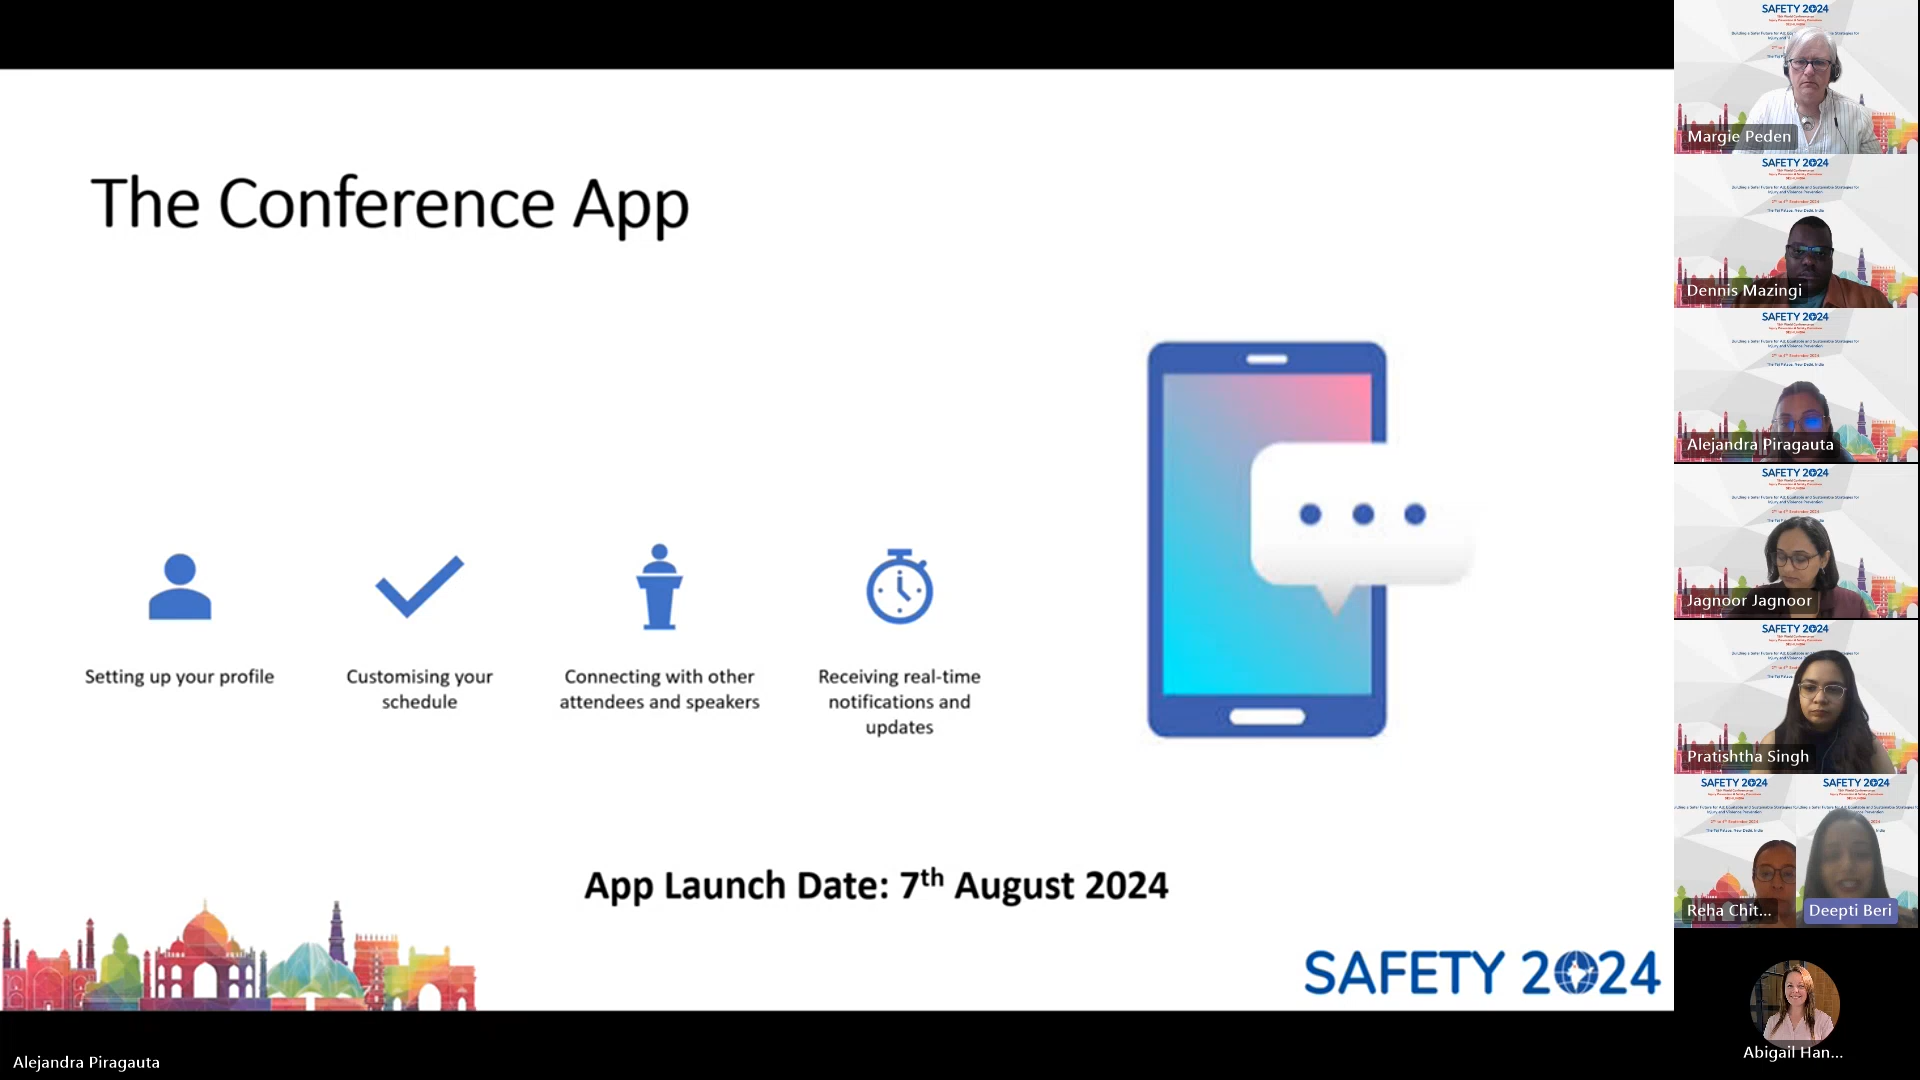 The Conference App
Setting up your profile
Customising your
schedule
Connecting with other
attendees and speakers
Receiving real-time
notifications and
updates
App Launch Date: 7th August 2024
SAFETY 2024
Alejandra Piragauta
SAFETY 2024
Margie Peden
SAFETY 2024
Dennis Mazingi
SAFETY 2024
Alejandra Piragauta
SAFETY 2024
Jagnoor Jagnoor
SAFETY 2024
Pratishtha Singh
SAFETY 2024
Reha Chit...
SAFETY 2024
Deepti Beri
Abigail Han...